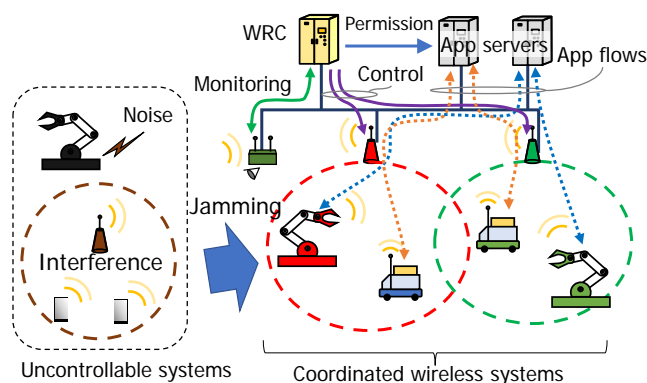 WRC
Permission
App servers
App flows
Control
Monitoring
Noise
Jamming
Interference
Uncontrollable systems
Coordinated wireless systems